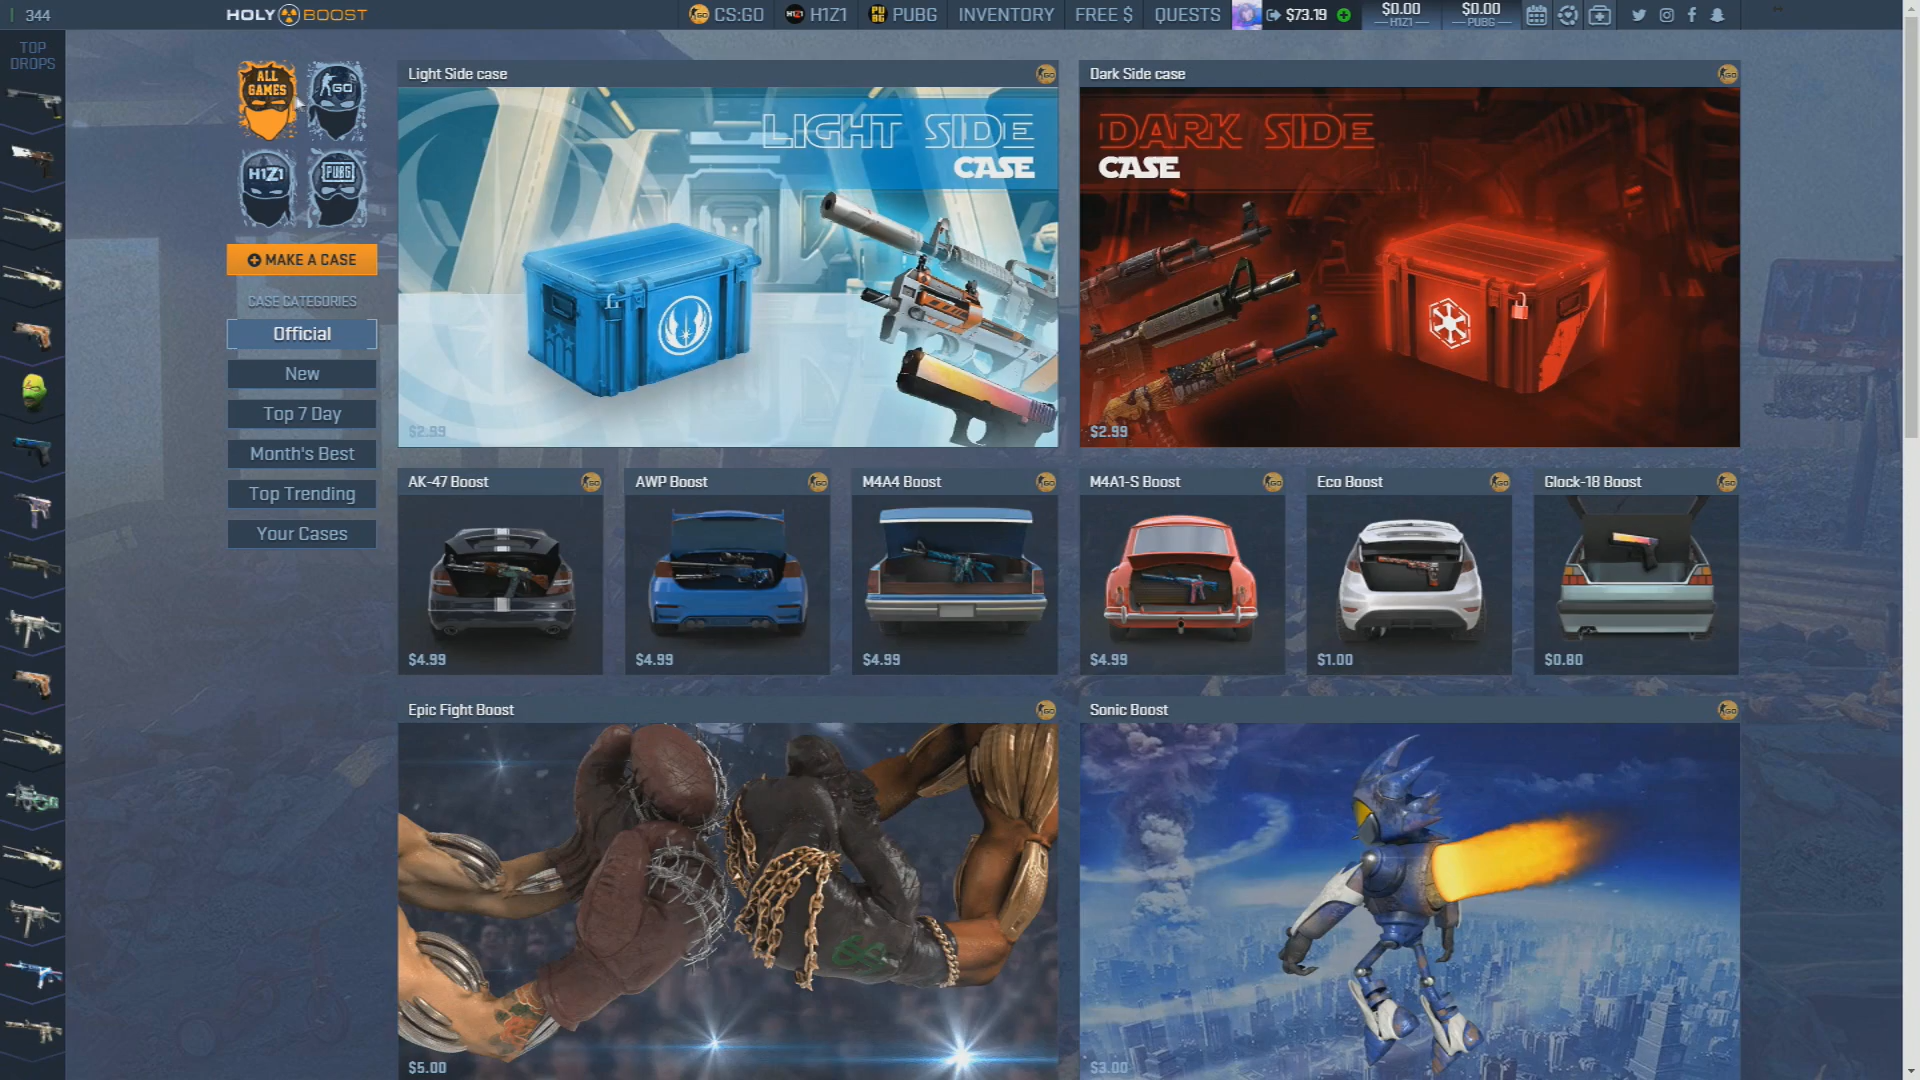 344
HOLY BOOST
CS:GO
H1Z1
PUBG
INVENTORY
FREE $
QUESTS
$73.19
$0.00
H1Z1
$0.00
PUBG
TOP
DROPS
ALL
GAMES
GO
H1Z1
PUBG
MAKE A CASE
CASE CATEGORIES
Official
New
Top 7 Day
Month's Best
Top Trending
Your Cases
Light Side case
LIGHT SIDE
CASE
$2.99
Dark Side case
DARK SIDE
CASE
$2.99
AK-47 Boost
$4.99
AWP Boost
$4.99
M4A4 Boost
$4.99
M4A1-S Boost
$4.99
Eco Boost
$1.00
Glock-18 Boost
$0.80
Epic Fight Boost
$5.00
Sonic Boost
$3.00